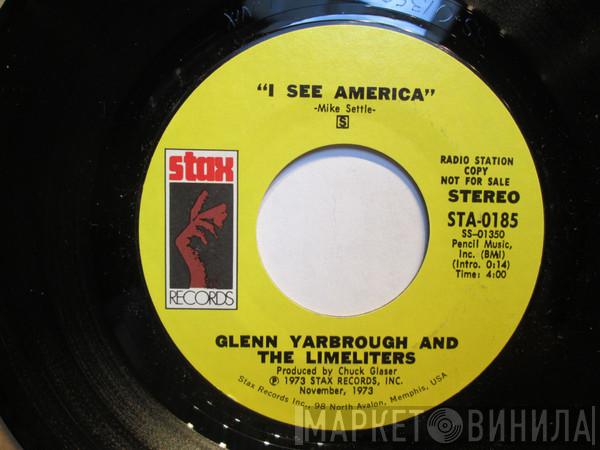 "I SEE AMERICA"
-Mike Settle-
S
stax
RECORDS
RADIO STATION
COPY
NOT FOR SALE
STEREO
STA-0185
SS-01350
Pencil Music,
Inc. (BMI)
(Intro. 0:14)
Time: 4:00
GLENN YARBROUGH AND
THE LIMELITERS
Produced by Chuck Glaser
℗ 1973 STAX RECORDS, INC.
November, 1973
Stax Records Inc., 98 North Avalon, Memphis, USA
МАРКЕТ ВИНИЛА